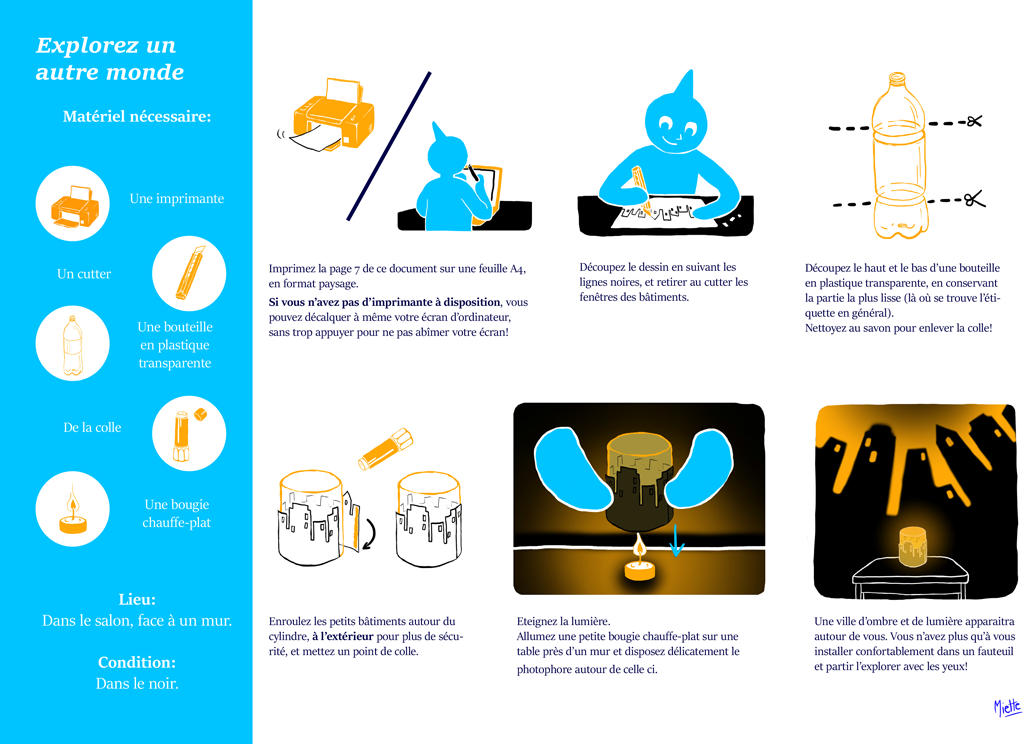 Explorez un
autre monde
Matériel nécessaire:
Une imprimante
Un cutter
Une bouteille
en plastique
transparente
De la colle
Une bougie
chauffe-plat
Lieu:
Dans le salon, face à un mur.
Condition:
Dans le noir.
Imprimez la page 7 de ce document sur une feuille A4,
en format paysage.
Si vous n'avez pas d'imprimante à disposition, vous
pouvez décalquer à même votre écran d'ordinateur,
sans trop appuyer pour ne pas abîmer votre écran!
Découpez le dessin en suivant les
lignes noires, et retirer au cutter les
fenêtres des bâtiments.
Découpez le haut et le bas d'une bouteille
en plastique transparente, en conservant
la partie la plus lisse (là où se trouve l'éti-
quette en général).
Nettoyez au savon pour enlever la colle!
Enroulez les petits bâtiments autour du
cylindre, à l'extérieur pour plus de sécu-
rité, et mettez un point de colle.
Eteignez la lumière.
Allumez une petite bougie chauffe-plat sur une
table près d'un mur et disposez délicatement le
photophore autour de celle ci.
Une ville d'ombre et de lumière apparaitra
autour de vous. Vous n'avez plus qu'à vous
installer confortablement dans un fauteuil
et partir l'explorer avec les yeux!
Miette